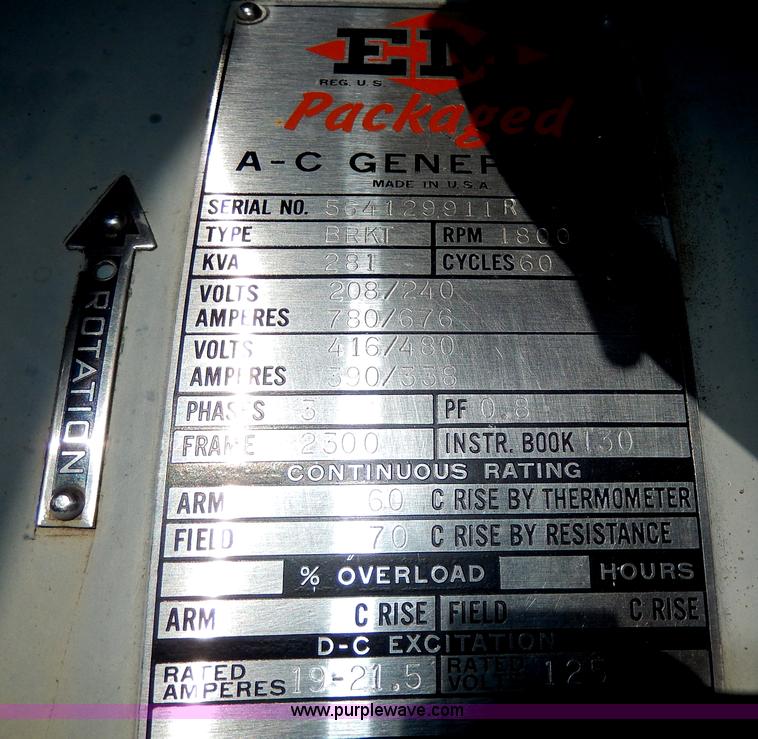 EM
REG. U.S.
Packaged
A-C GENER
MADE IN U.S.A.
SERIAL NO. 554129911 R
TYPE BRKT RPM 1800
KVA 281 CYCLES 60
VOLTS 208/240
AMPERES 780/676
VOLTS 416/480
AMPERES 390/338
PHASES 3 PF 0.8
FRAME 2300 INSTR. BOOK 130
CONTINUOUS RATING
ARM 60 C RISE BY THERMOMETER
FIELD 70 C RISE BY RESISTANCE
% OVERLOAD HOURS
ARM C RISE FIELD C RISE
D-C EXCITATION
RATED AMPERES 19-21.5 RATED VOLTS 125
ROTATION
www.purplewave.com